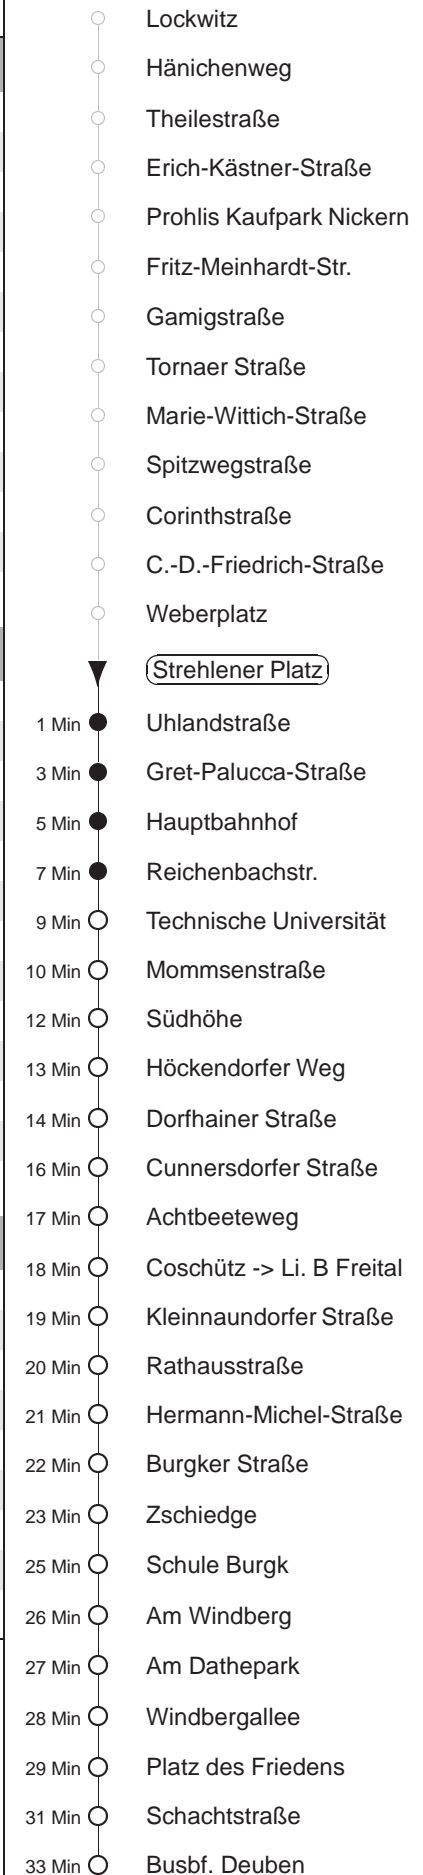 Lockwitz
Hänichenweg
Theilestraße
Erich-Kästner-Straße
Prohlis Kaufpark Nickern
Fritz-Meinhardt-Str.
Gamigstraße
Tornaer Straße
Marie-Wittich-Straße
Spitzwegstraße
Corinthstraße
C.-D.-Friedrich-Straße
Weberplatz
Strehlener Platz
1 Min Uhlandstraße
3 Min Gret-Palucca-Straße
5 Min Hauptbahnhof
7 Min Reichenbachstr.
9 Min Technische Universität
10 Min Mommsenstraße
12 Min Südhöhe
13 Min Höckendorfer Weg
14 Min Dorfhainer Straße
16 Min Cunnersdorfer Straße
17 Min Achtbeeteweg
18 Min Coschütz -> Li. B Freital
19 Min Kleinnaundorfer Straße
20 Min Rathausstraße
21 Min Hermann-Michel-Straße
22 Min Burgker Straße
23 Min Zschiedge
25 Min Schule Burgk
26 Min Am Windberg
27 Min Am Dathepark
28 Min Windbergallee
29 Min Platz des Friedens
31 Min Schachtstraße
33 Min Busbf. Deuben